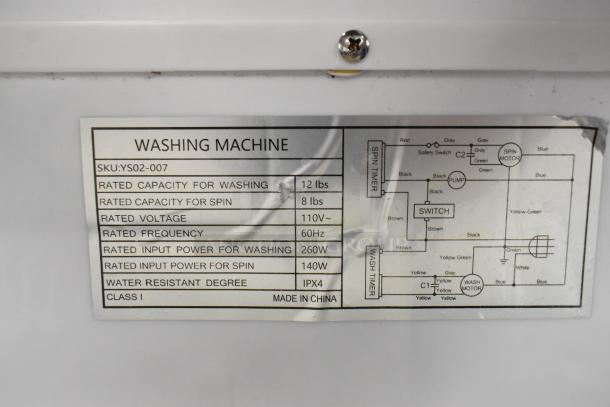 WASHING MACHINE
SKU:YS02-007
RATED CAPACITY FOR WASHING 12 lbs
RATED CAPACITY FOR SPIN 8 lbs
RATED VOLTAGE 110V~
RATED FREQUENCY 60Hz
RATED INPUT POWER FOR WASHING 260W
RATED INPUT POWER FOR SPIN 140W
WATER RESISTANT DEGREE IPX4
CLASS I MADE IN CHINA
SPIN TIMER
Red Gray Gray
Safety Switch C2 Gray
Green Green
SPIN MOTOR
Blue
Black Black PUMP Blue
Black
SWITCH
Brown Brown
Yellow-Green
Black
Brown
Green
White
WASH TIMER
Yellow-Green
Yellow Gray
C1 Yellow
Yellow
Yellow Yellow
WASH MOTOR
Blue Blue